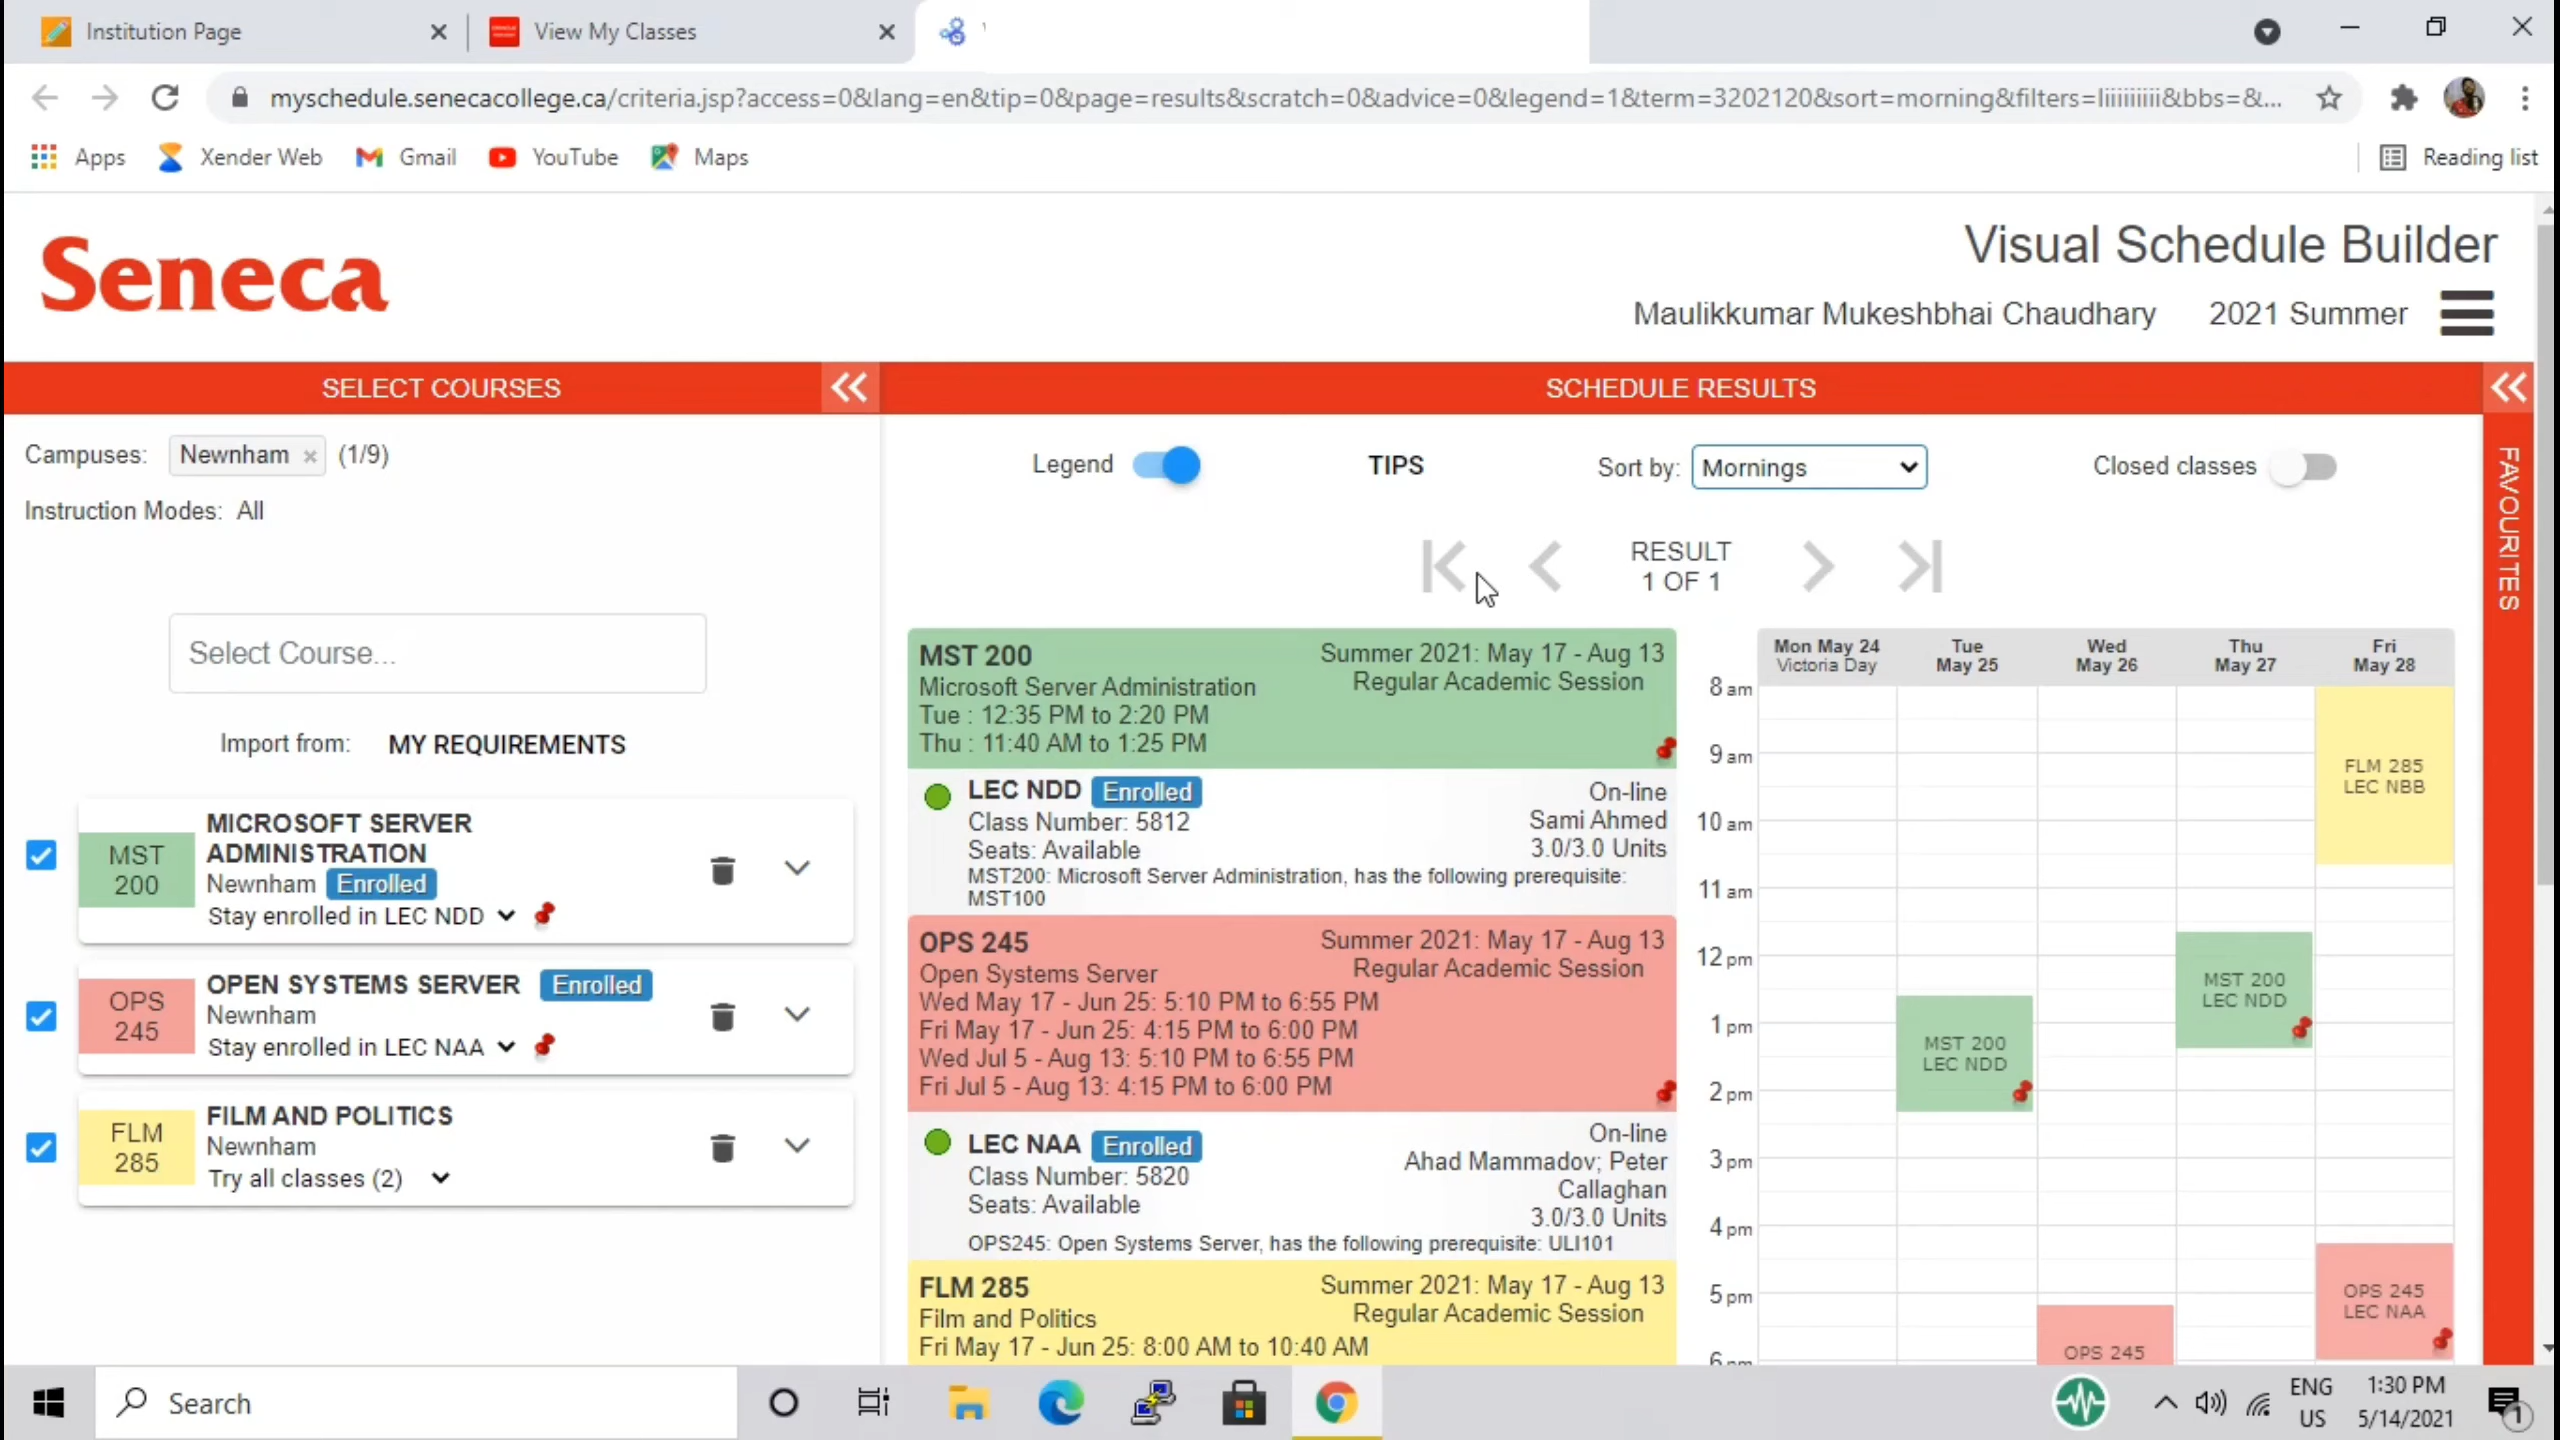 Institution Page
View My Classes
myschedule.senecacollege.ca/criteria.jsp?access=0&lang=en&tip=0&page=results&scratch=0&advice=0&legend=1&term=3202120&sort=morning&filters=liiiiiiiii&bbs=&...
Apps
Xender Web
Gmail
YouTube
Maps
Reading list
Seneca
Visual Schedule Builder
Maulikkumar Mukeshbhai Chaudhary 2021 Summer
SELECT COURSES
Campuses: Newnham × (1/9)
Instruction Modes: All
Select Course...
Import from: MY REQUIREMENTS
MST
200
MICROSOFT SERVER
ADMINISTRATION
Newnham Enrolled
Stay enrolled in LEC NDD
OPS
245
OPEN SYSTEMS SERVER Enrolled
Newnham
Stay enrolled in LEC NAA
FLM
285
FILM AND POLITICS
Newnham
Try all classes (2)
SCHEDULE RESULTS
Legend
TIPS
Sort by: Mornings
Closed classes
RESULT
1 OF 1
MST 200 Summer 2021: May 17 - Aug 13
Microsoft Server Administration Regular Academic Session
Tue : 12:35 PM to 2:20 PM
Thu : 11:40 AM to 1:25 PM
LEC NDD Enrolled On-line
Class Number: 5812 Sami Ahmed
Seats: Available 3.0/3.0 Units
MST200: Microsoft Server Administration, has the following prerequisite:
MST100
OPS 245 Summer 2021: May 17 - Aug 13
Open Systems Server Regular Academic Session
Wed May 17 - Jun 25: 5:10 PM to 6:55 PM
Fri May 17 - Jun 25: 4:15 PM to 6:00 PM
Wed Jul 5 - Aug 13: 5:10 PM to 6:55 PM
Fri Jul 5 - Aug 13: 4:15 PM to 6:00 PM
LEC NAA Enrolled On-line
Class Number: 5820 Ahad Mammadov; Peter
Callaghan
Seats: Available 3.0/3.0 Units
OPS245: Open Systems Server, has the following prerequisite: ULI101
FLM 285 Summer 2021: May 17 - Aug 13
Film and Politics Regular Academic Session
Fri May 17 - Jun 25: 8:00 AM to 10:40 AM
Mon May 24 Tue Wed Thu Fri
Victoria Day May 25 May 26 May 27 May 28
8 am
9 am
10 am
11 am
12 pm
1 pm
2 pm
3 pm
4 pm
5 pm
6 pm
FLM 285
LEC NBB
MST 200
LEC NDD
MST 200
LEC NDD
OPS 245
LEC NAA
OPS 245
FAVOURITES
Search
ENG
US
1:30 PM
5/14/2021
1